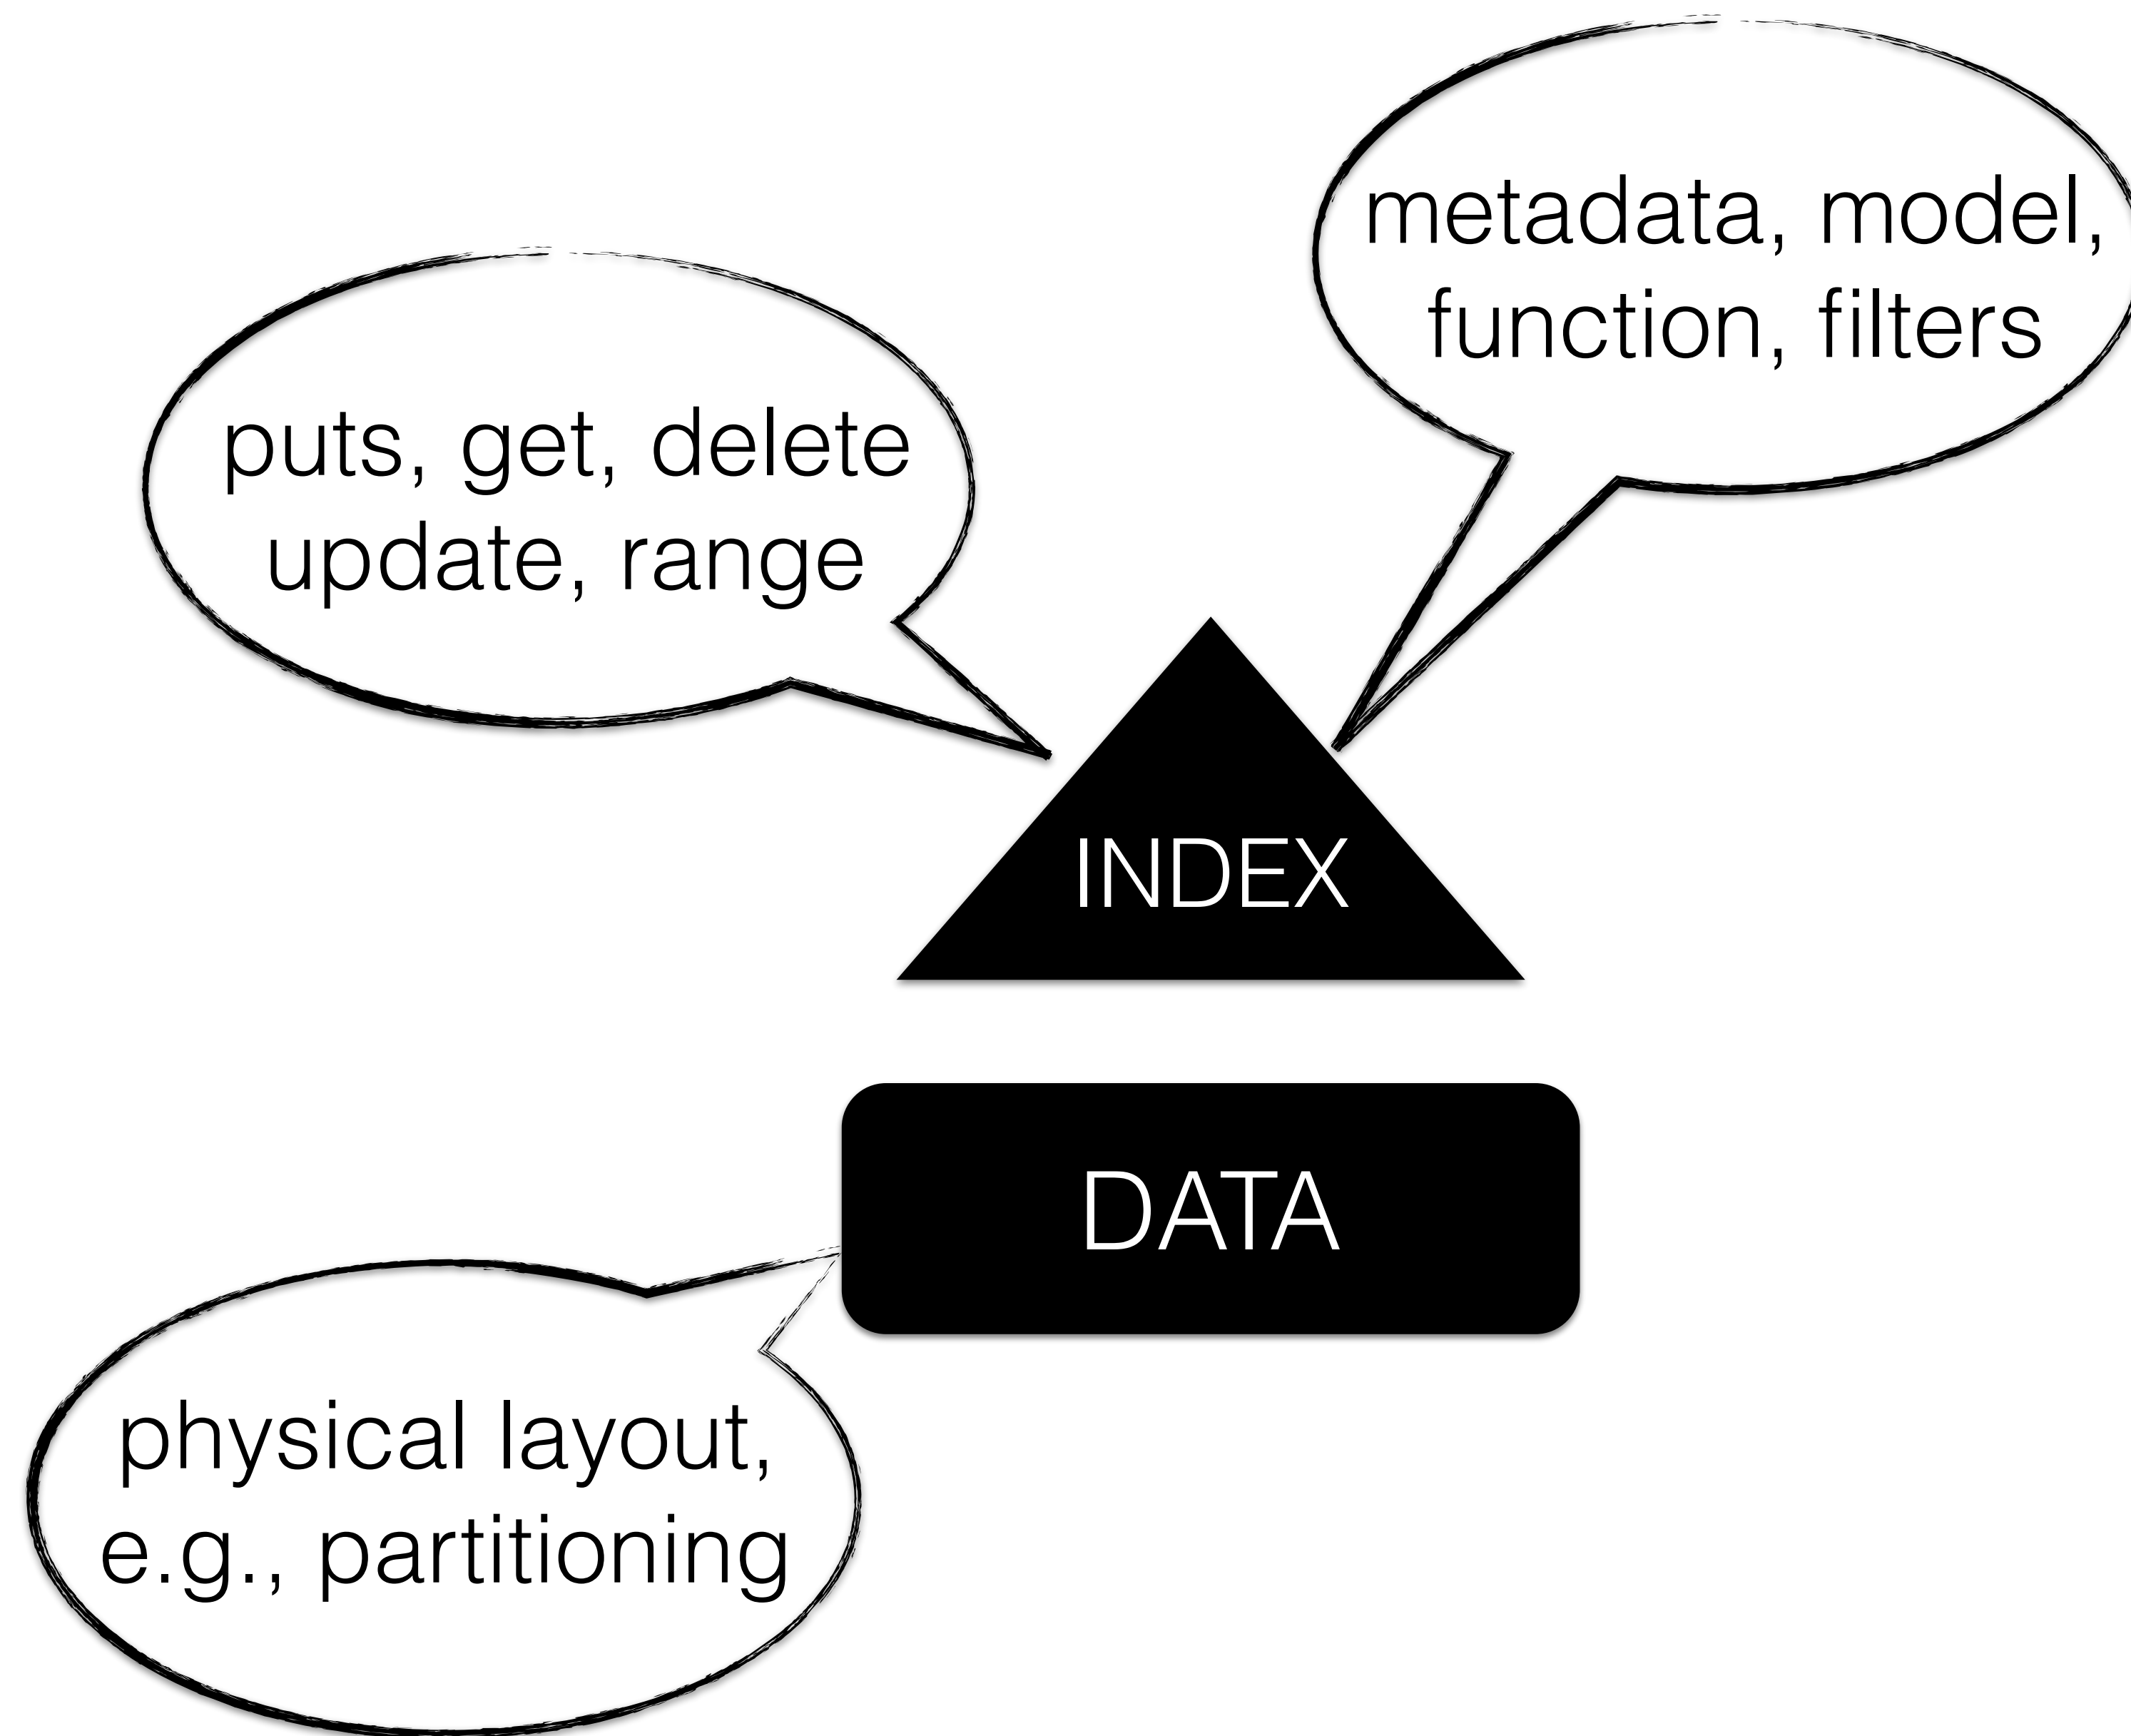 metadata, model,
function, filters
puts, get, delete
update, range
INDEX
DATA
physical layout,
e.g., partitioning